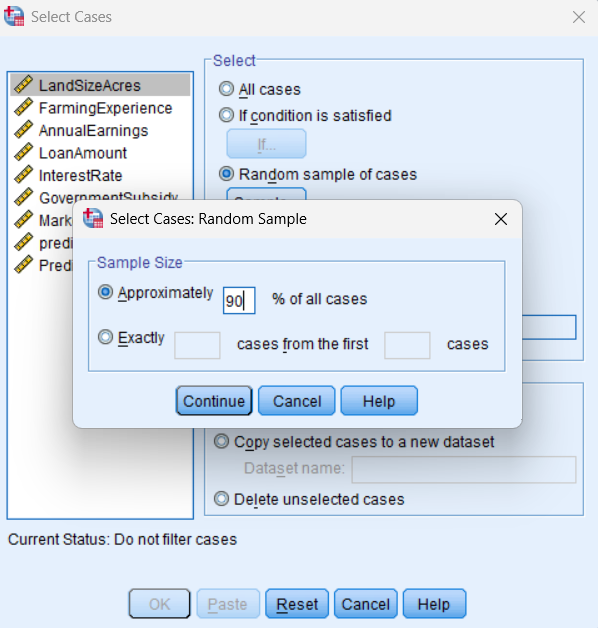 Select Cases
LandSizeAcres
FarmingExperience
AnnualEarnings
LoanAmount
InterestRate
GovernmentSubsidy
Mark
predi
Predi
Select
All cases
If condition is satisfied
If...
Random sample of cases
Select Cases: Random Sample
Sample Size
Approximately 90 % of all cases
Exactly cases from the first cases
Continue Cancel Help
Copy selected cases to a new dataset
Dataset name:
Delete unselected cases
Current Status: Do not filter cases
OK Paste Reset Cancel Help